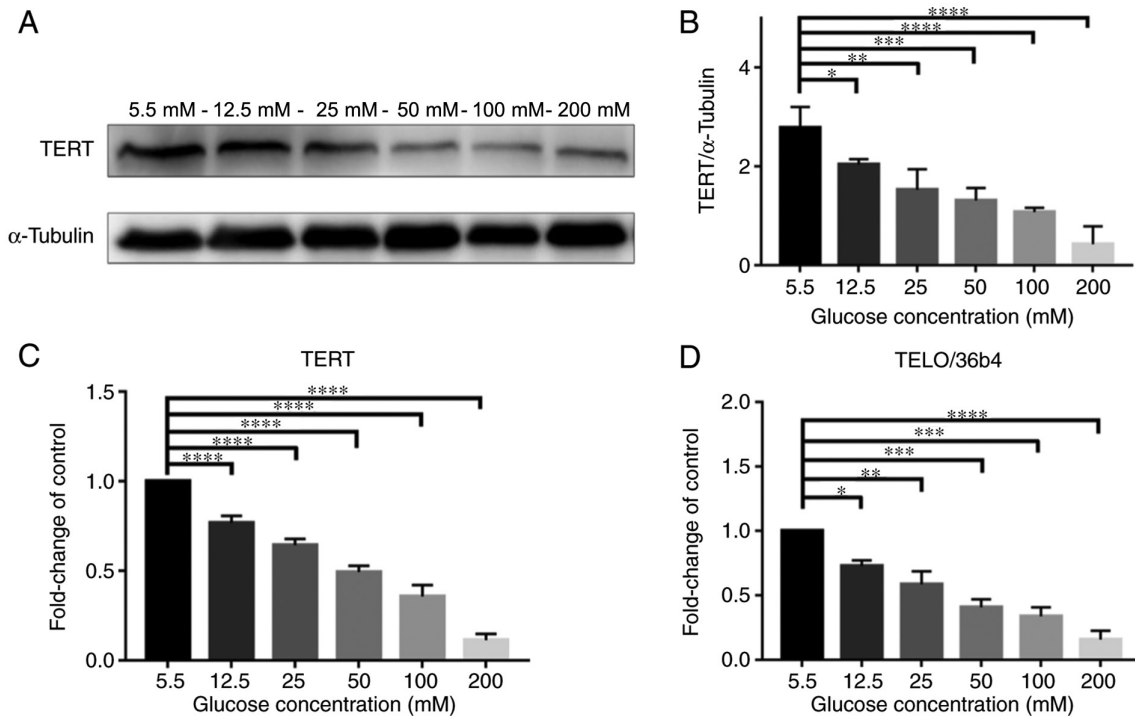 A
5.5 mM - 12.5 mM - 25 mM - 50 mM - 100 mM- 200 mM
TERT
α-Tubulin
B
****
****
***
**
*
4
2
0
TERT/α-Tubulin
5.5 12.5 25 50 100 200
Glucose concentration (mM)
C
TERT
1.5
1.0
0.5
0.0
Fold-change of control
****
****
****
****
****
5.5 12.5 25 50 100 200
Glucose concentration (mM)
D
TELO/36b4
2.0
1.5
1.0
0.5
0.0
Fold-change of control
****
***
***
**
*
5.5 12.5 25 50 100 200
Glucose concentration (mM)